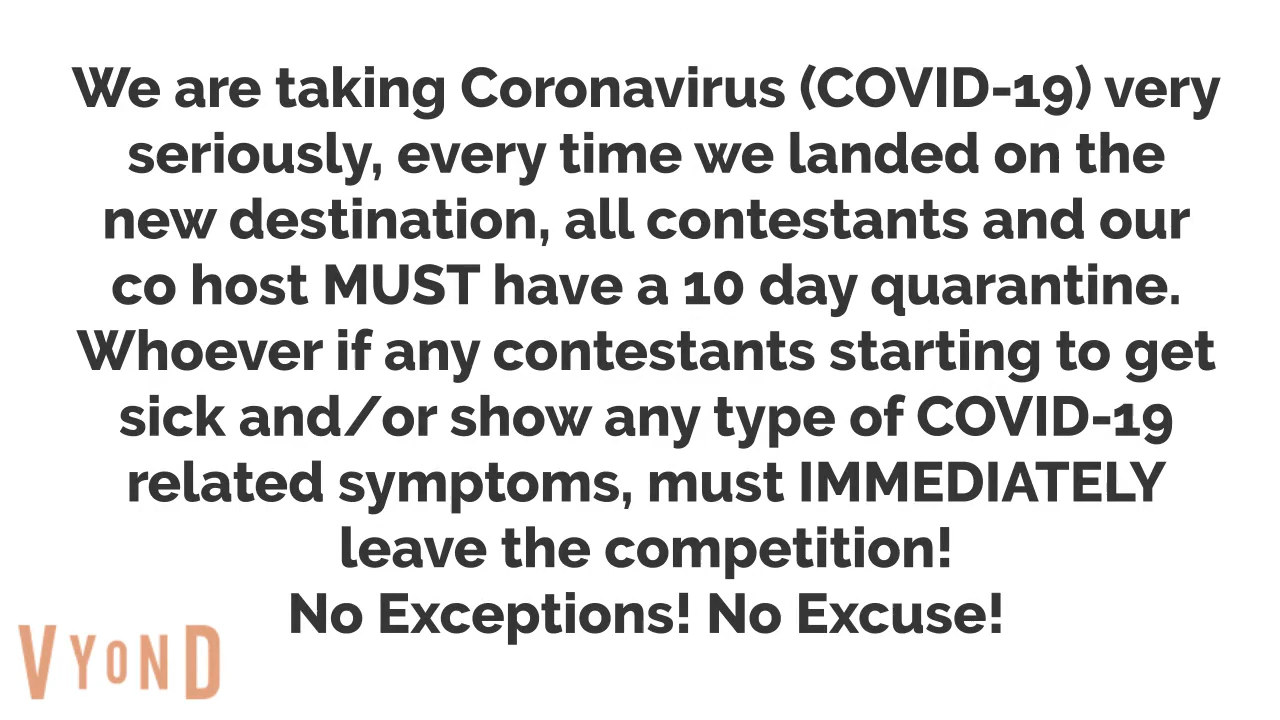 We are taking Coronavirus (COVID-19) very
seriously, every time we landed on the
new destination, all contestants and our
co host MUST have a 10 day quarantine.
Whoever if any contestants starting to get
sick and/or show any type of COVID-19
related symptoms, must IMMEDIATELY
leave the competition!
No Exceptions! No Excuse!
VYOND